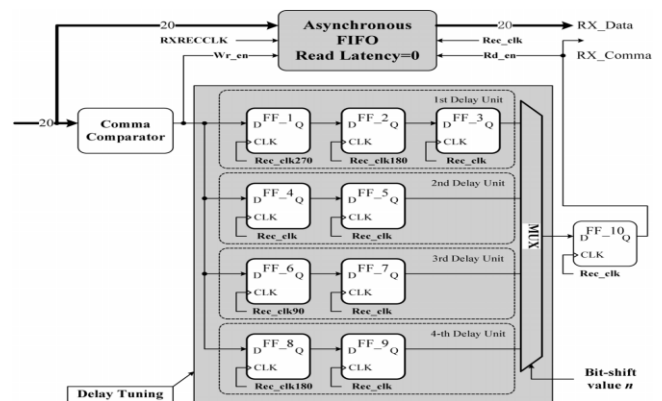 20
Asynchronous
FIFO
Read Latency=0
20
RX_Data
RXRECCLK
Rec_clk
Wr_en
Rd_en
RX_Comma
20
Comma
Comparator
1st Delay Unit
D FF_1 Q
CLK
Rec_clk270
D FF_2 Q
CLK
Rec_clk180
D FF_3 Q
CLK
Rec_clk
2nd Delay Unit
D FF_4 Q
CLK
Rec_clk
D FF_5 Q
CLK
Rec_clk
3rd Delay Unit
D FF_6 Q
CLK
Rec_clk90
D FF_7 Q
CLK
Rec_clk
4-th Delay Unit
D FF_8 Q
CLK
Rec_clk180
D FF_9 Q
CLK
Rec_clk
MUX
D FF_10 Q
CLK
Rec_clk
Delay Tuning
Bit-shift
value n